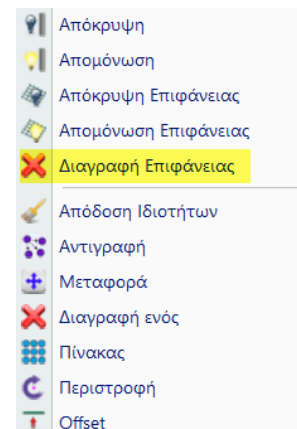 Απόκρυψη
Απομόνωση
Απόκρυψη Επιφάνειας
Απομόνωση Επιφάνειας
Διαγραφή Επιφάνειας
Απόδοση Ιδιοτήτων
Αντιγραφή
Μεταφορά
Διαγραφή ενός
Πίνακας
Περιστροφή
Offset